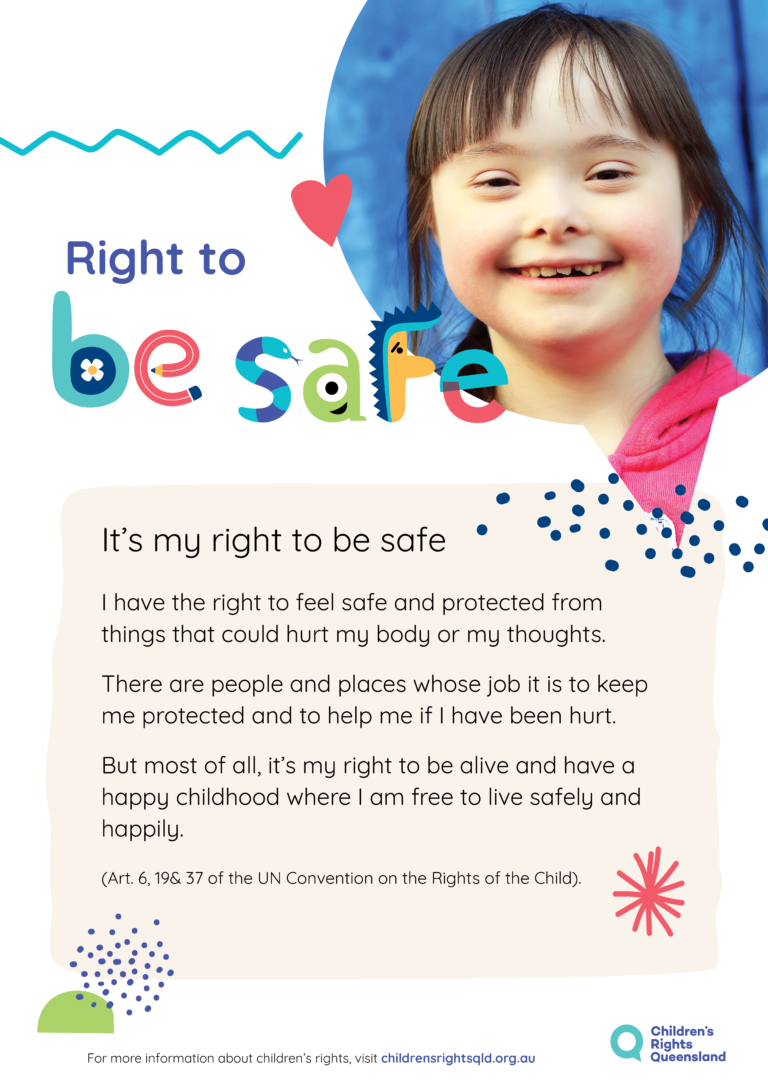 Right to
be safe
It's my right to be safe
I have the right to feel safe and protected from
things that could hurt my body or my thoughts.
There are people and places whose job it is to keep
me protected and to help me if I have been hurt.
But most of all, it's my right to be alive and have a
happy childhood where I am free to live safely and
happily.
(Art. 6, 19& 37 of the UN Convention on the Rights of the Child).
For more information about children's rights, visit childrensrightsqld.org.au
Children's
Rights
Queensland